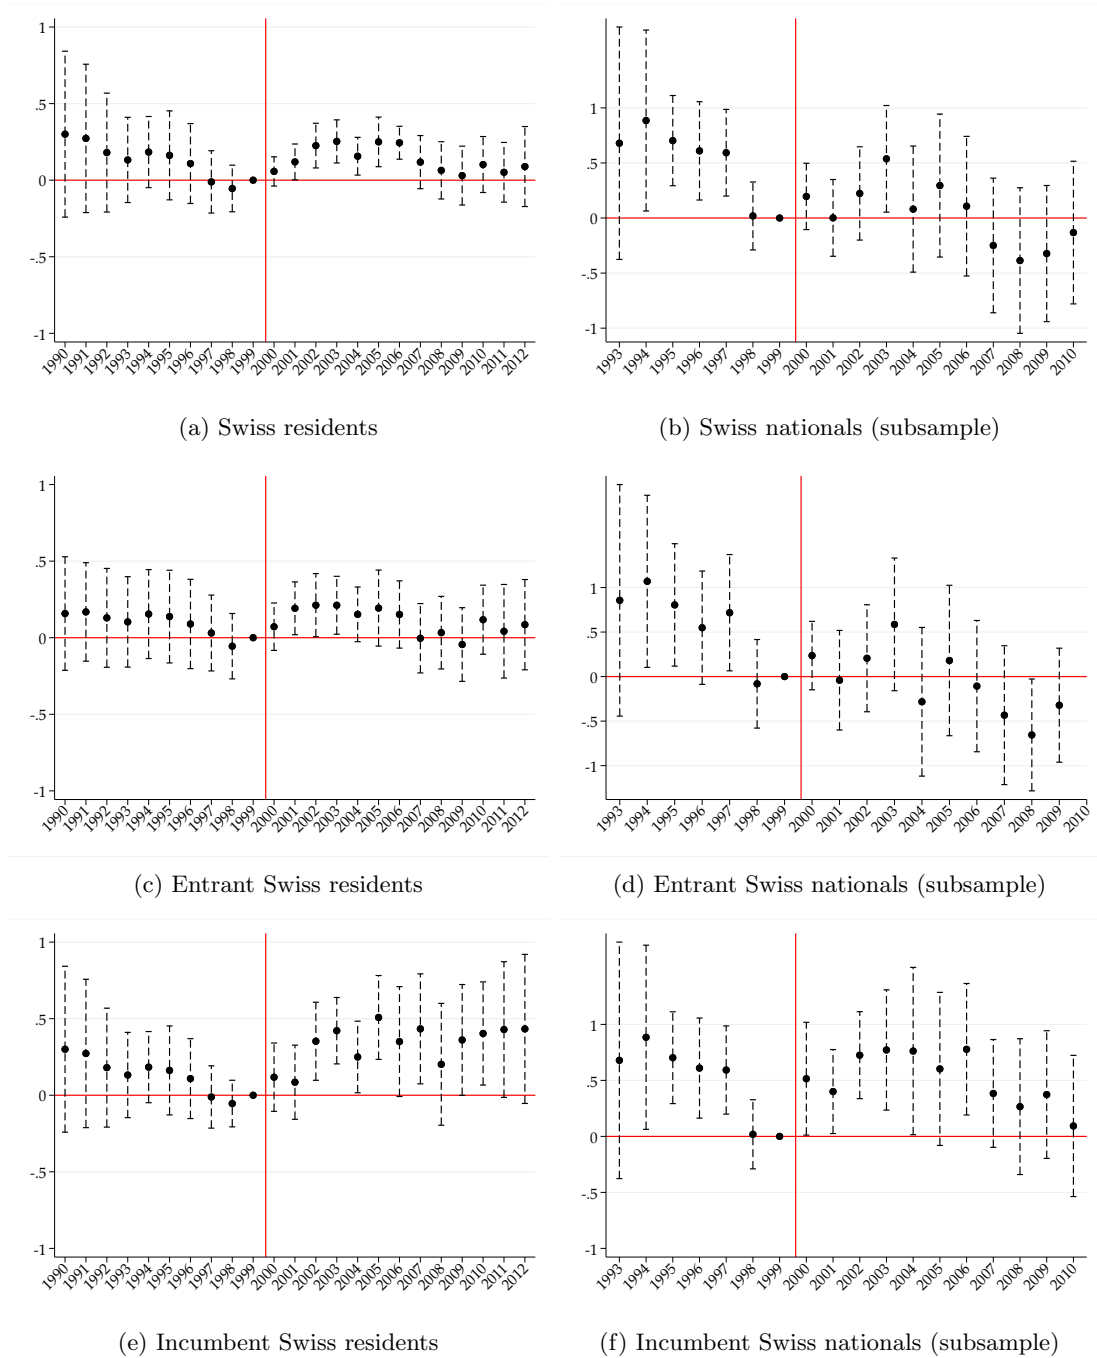 1
.5
0
-.5
-1
1990 1991 1992 1993 1994 1995 1996 1997 1998 1999 2000 2001 2002 2003 2004 2005 2006 2007 2008 2009 2010 2011 2012
(a) Swiss residents
1
.5
0
-.5
-1
1993 1994 1995 1996 1997 1998 1999 2000 2001 2002 2003 2004 2005 2006 2007 2008 2009 2010
(b) Swiss nationals (subsample)
1
.5
0
-.5
-1
1990 1991 1992 1993 1994 1995 1996 1997 1998 1999 2000 2001 2002 2003 2004 2005 2006 2007 2008 2009 2010 2011 2012
(c) Entrant Swiss residents
1
.5
0
-.5
-1
1993 1994 1995 1996 1997 1998 1999 2000 2001 2002 2003 2004 2005 2006 2007 2008 2009 2010
(d) Entrant Swiss nationals (subsample)
1
.5
0
-.5
-1
1990 1991 1992 1993 1994 1995 1996 1997 1998 1999 2000 2001 2002 2003 2004 2005 2006 2007 2008 2009 2010 2011 2012
(e) Incumbent Swiss residents
1
.5
0
-.5
-1
1993 1994 1995 1996 1997 1998 1999 2000 2001 2002 2003 2004 2005 2006 2007 2008 2009 2010
(f) Incumbent Swiss nationals (subsample)